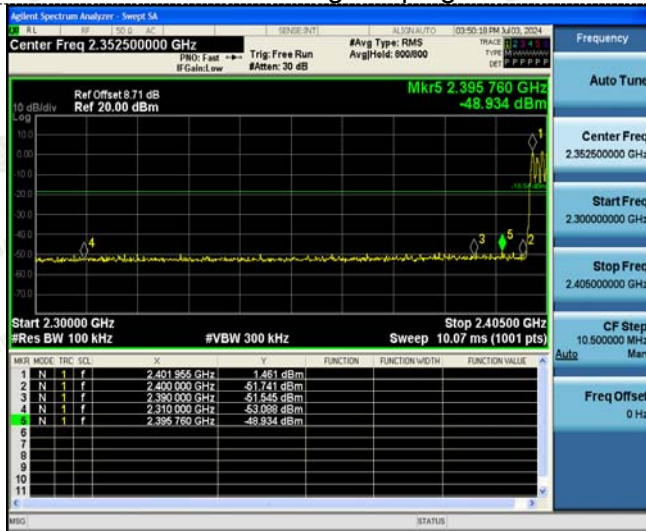 Agilent Spectrum Analyzer - Swept SA
RL RF 50 Ω AC SENSE:INT ALIGNAUTO 03:50:18 PM Jul 03, 2024
Center Freq 2.352500000 GHz
PNO: Fast
IFGain:Low
Trig: Free Run
#Atten: 30 dB
#Avg Type: RMS
Avg|Hold: 800/800
TRACE 1 2 3 4 5
TYPE
DET P P P P P P
Ref Offset 8.71 dB
Ref 20.00 dBm
10 dB/div
Log
Mkr5 2.395 760 GHz
-48.934 dBm
10.0
0.00
-10.0
-20.0
-30.0
-40.0
-50.0
-60.0
-70.0
1
2
3
4
5
Start 2.30000 GHz
Stop 2.40500 GHz
#Res BW 100 kHz
#VBW 300 kHz
Sweep 10.07 ms (1001 pts)
MKR MODE TRC SCL X Y FUNCTION FUNCTION WIDTH FUNCTION VALUE
1 N 1 f 2.401 955 GHz 1.461 dBm
2 N 1 f 2.400 000 GHz -51.741 dBm
3 N 1 f 2.390 000 GHz -51.545 dBm
4 N 1 f 2.310 000 GHz -53.088 dBm
5 N 1 f 2.395 760 GHz -48.934 dBm
6
7
8
9
10
11
MSG
STATUS
Frequency
Auto Tune
Center Freq
2.352500000 GHz
Start Freq
2.300000000 GHz
Stop Freq
2.405000000 GHz
CF Step
10.500000 MHz
Auto Man
Freq Offset
0 Hz